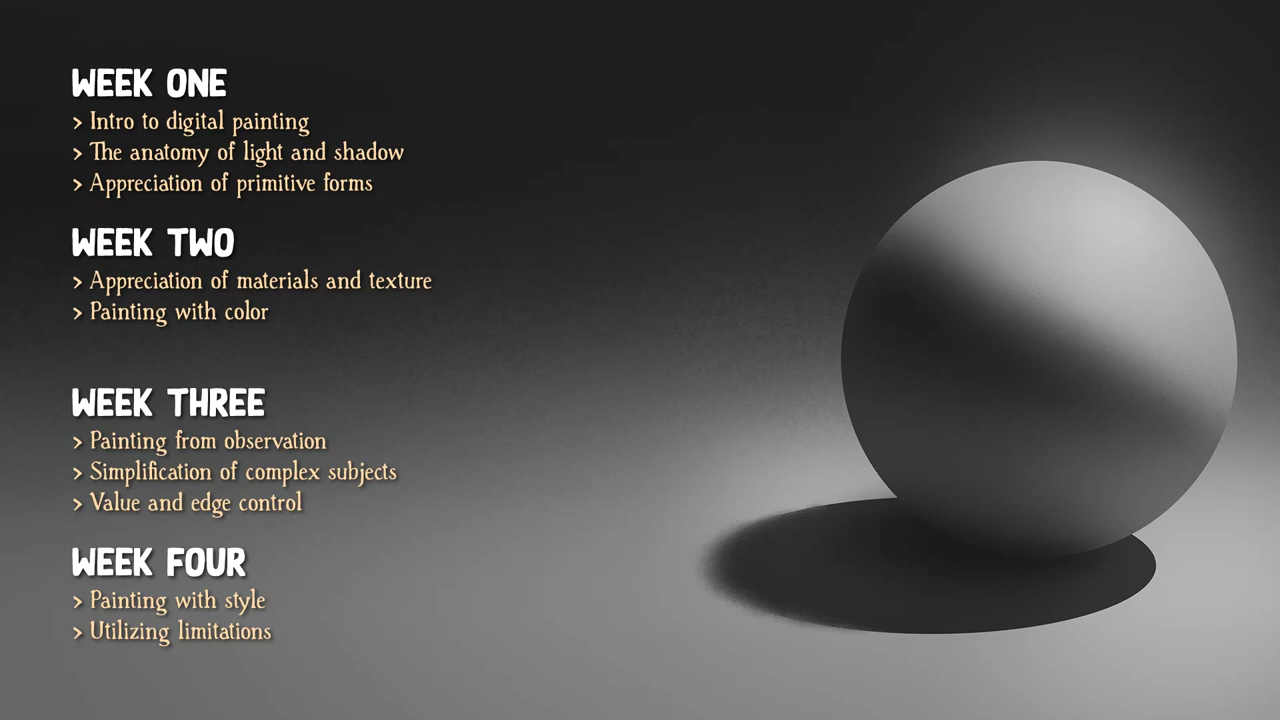 WEEK ONE
> Intro to digital painting
> The anatomy of light and shadow
> Appreciation of primitive forms
WEEK TWO
> Appreciation of materials and texture
> Painting with color
WEEK THREE
> Painting from observation
> Simplification of complex subjects
> Value and edge control
WEEK FOUR
> Painting with style
> Utilizing limitations